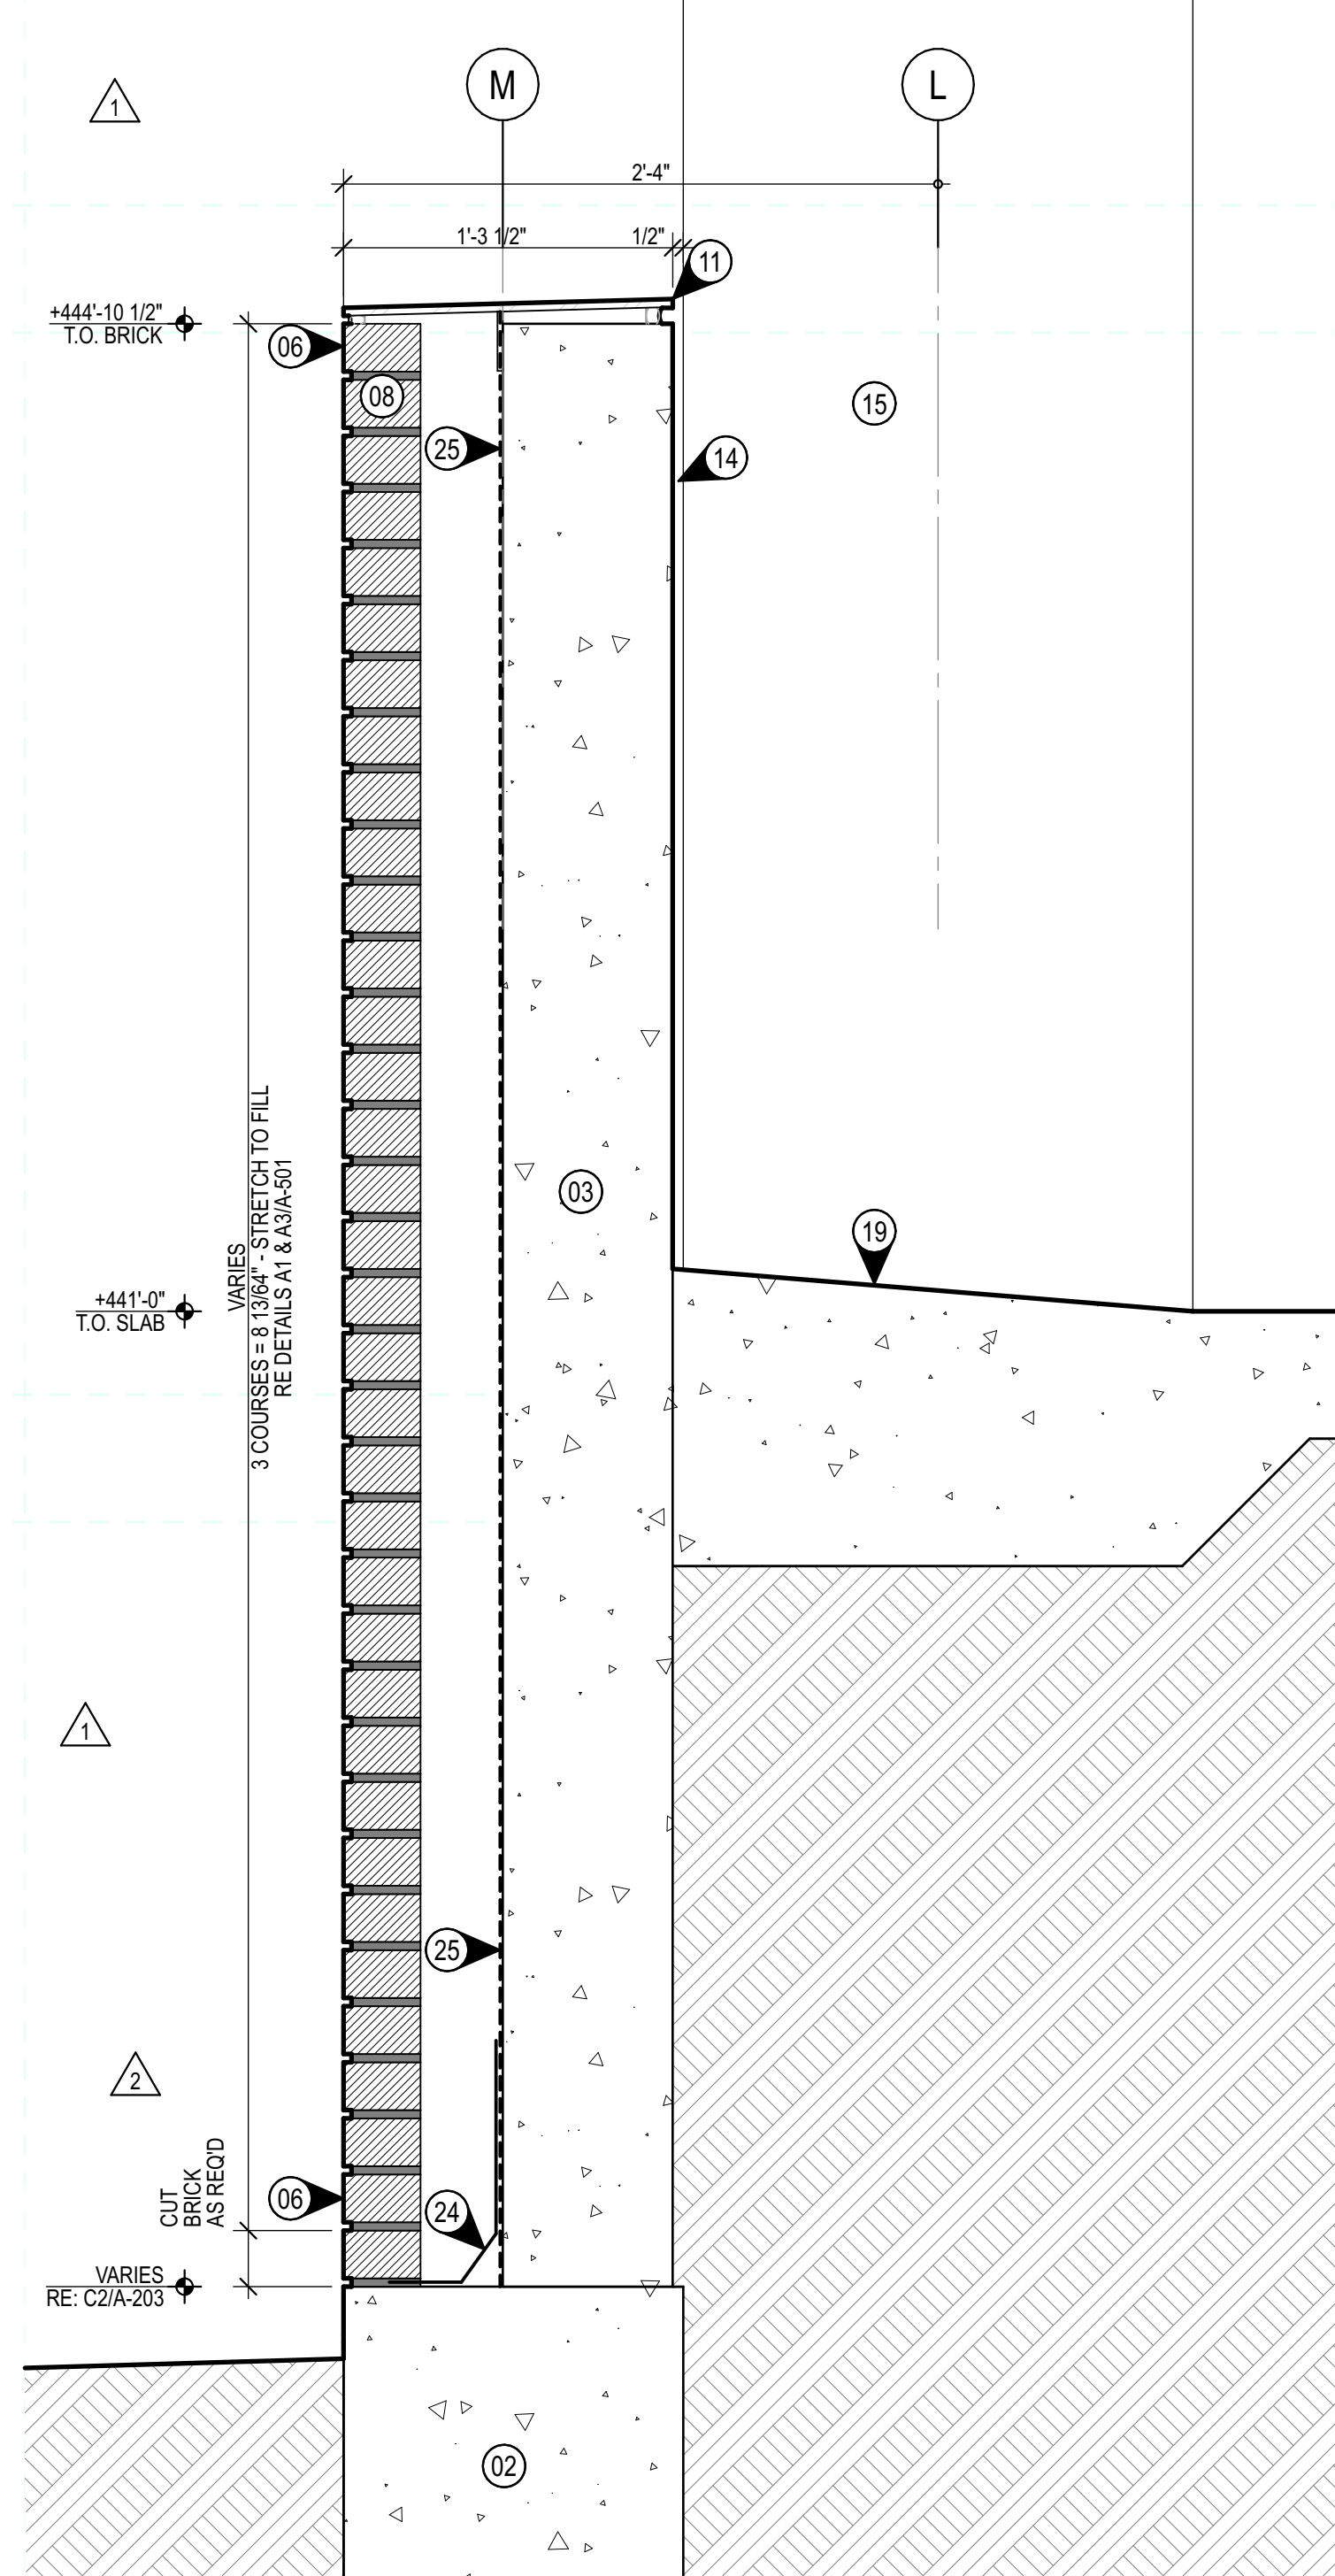 M
L
1
2'-4"
1'-3 1/2"
1/2"
11
+444'-10 1/2"
T.O. BRICK
06
08
15
25
14
VARIES
3 COURSES = 8 13/64" - STRETCH TO FILL
RE DETAILS A1 & A3/A-501
03
19
+441'-0"
T.O. SLAB
1
25
2
CUT
BRICK
AS REQ'D
06
24
VARIES
RE: C2/A-203
02